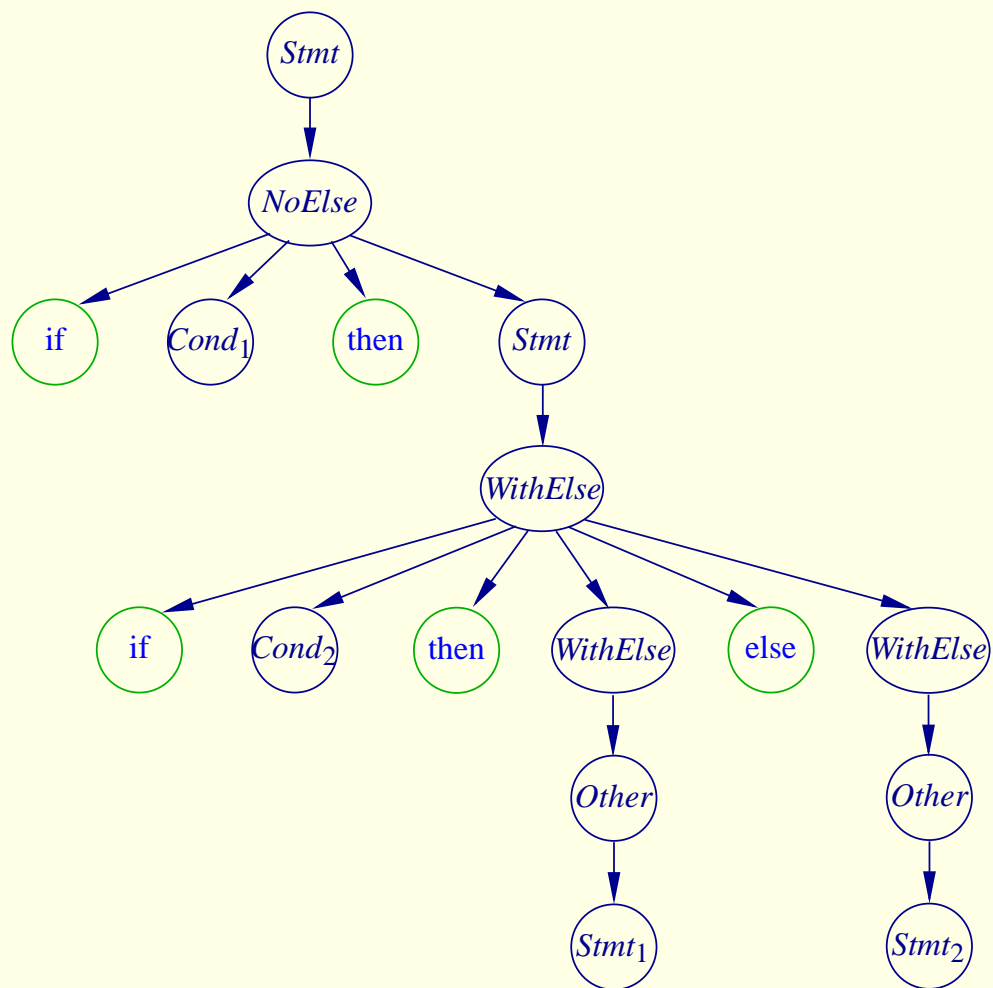 Stmt
NoElse
if Cond1 then Stmt
WithElse
if Cond2 then WithElse else WithElse
Other Other
Stmt1 Stmt2